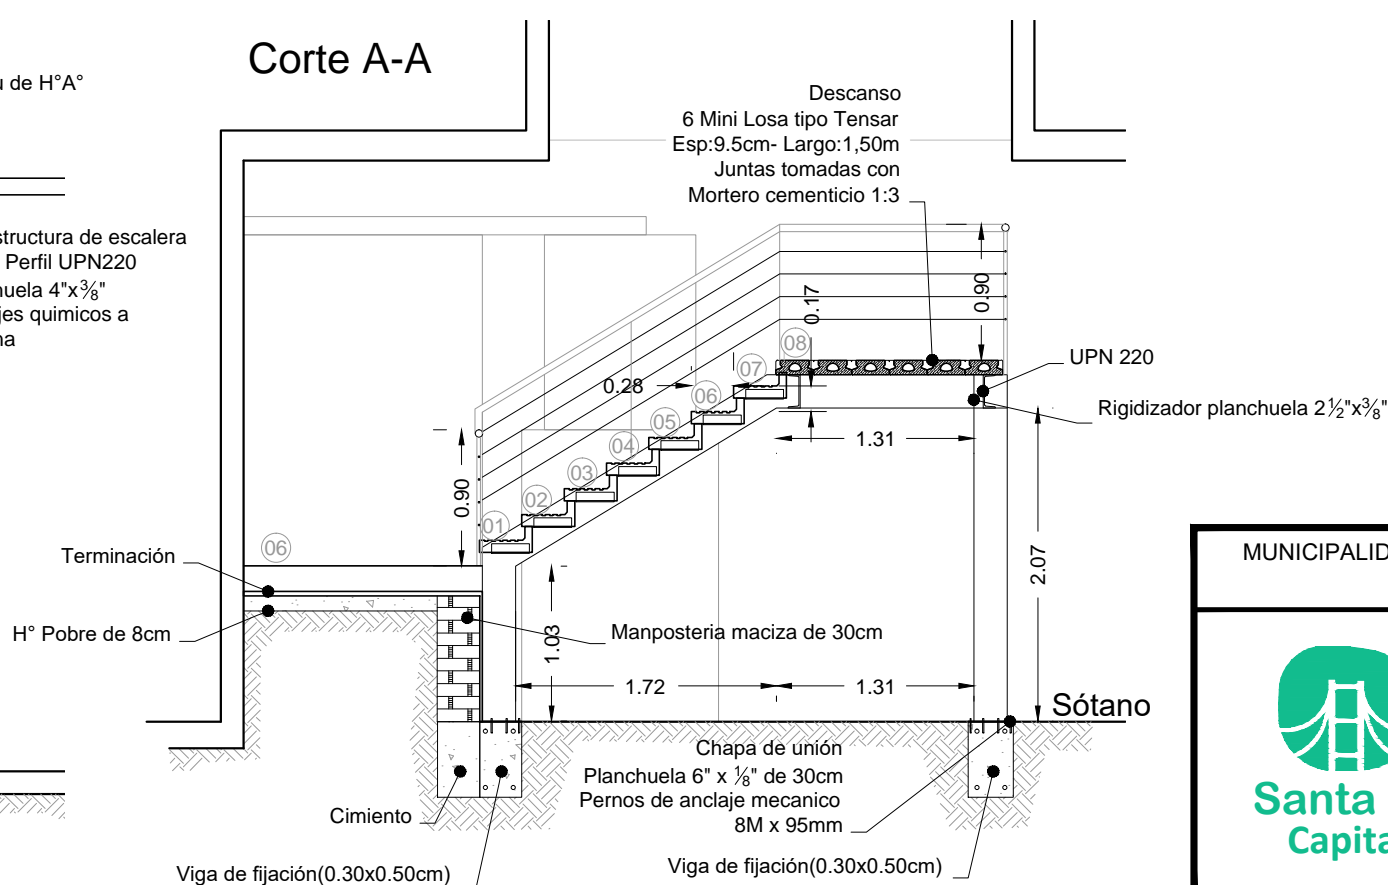 Corte A-A
de H°A°
structura de escalera
Perfil UPN220
huela 4"x⅜"
jes quimicos a
na
Descanso
6 Mini Losa tipo Tensar
Esp:9.5cm- Largo:1,50m
Juntas tomadas con
Mortero cementicio 1:3
0.90
0.17
08
07
0.28
06
05
04
03
02
01
0.90
06
UPN 220
Rigidizador planchuela 2½"x⅜"
1.31
2.07
Terminación
H° Pobre de 8cm
Manposteria maciza de 30cm
1.03
1.72
1.31
Sótano
Chapa de unión
Planchuela 6" x ⅛" de 30cm
Pernos de anclaje mecanico
8M x 95mm
Cimiento
Viga de fijación(0.30x0.50cm)
Viga de fijación(0.30x0.50cm)
MUNICIPALID
Santa
Capita